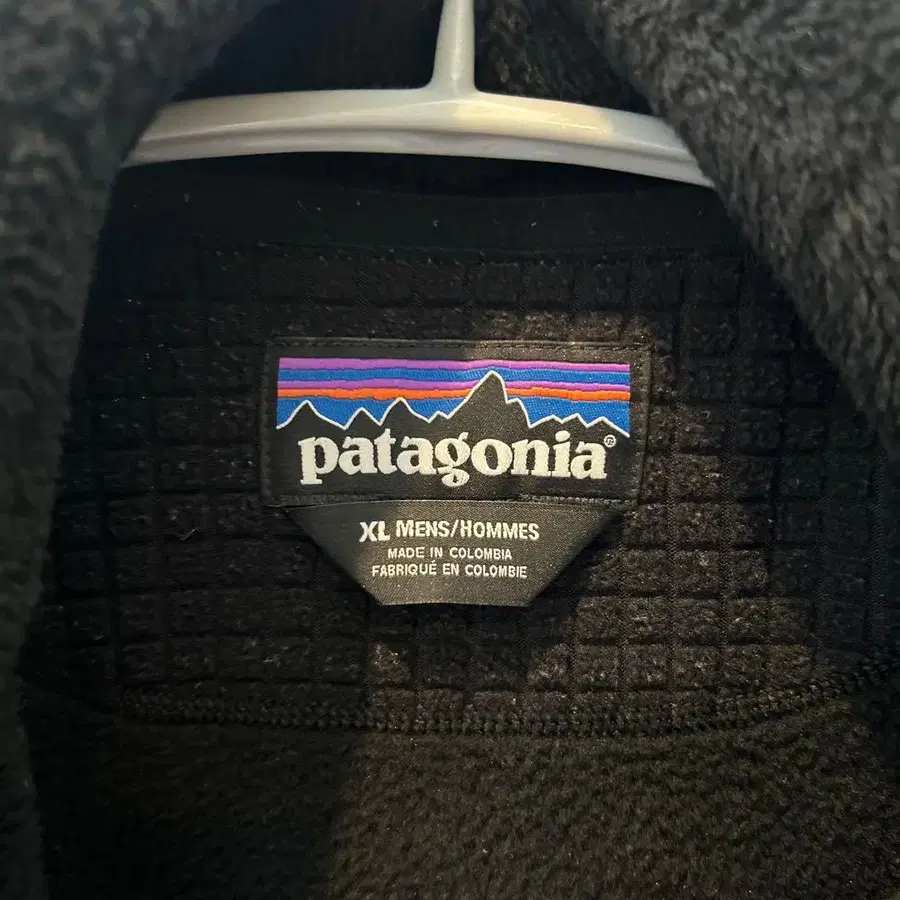 patagonia®
XL MENS/HOMMES
MADE IN COLOMBIA
FABRIQUÉ EN COLOMBIE